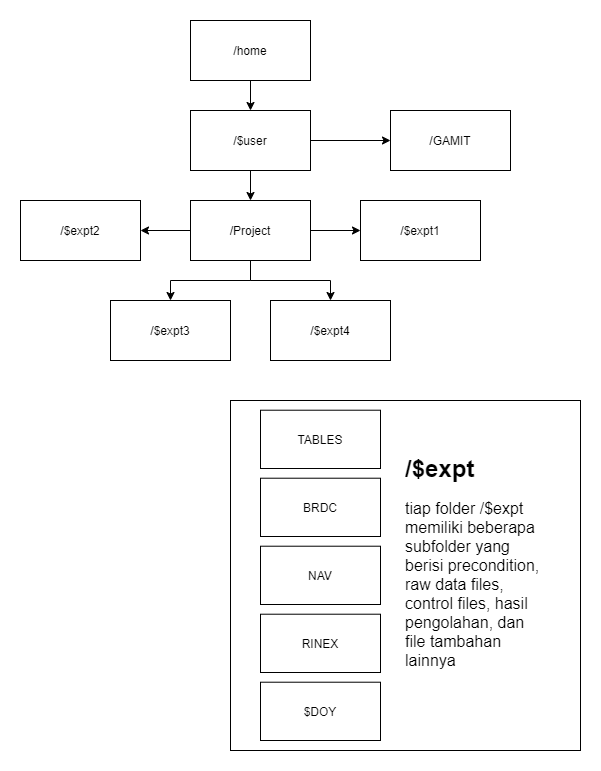 /home
/$user
/GAMIT
/$expt2
/Project
/$expt1
/$expt3
/$expt4
TABLES
BRDC
NAV
RINEX
$DOY
/$expt
tiap folder /$expt
memiliki beberapa
subfolder yang
berisi precondition,
raw data files,
control files, hasil
pengolahan, dan
file tambahan
lainnya